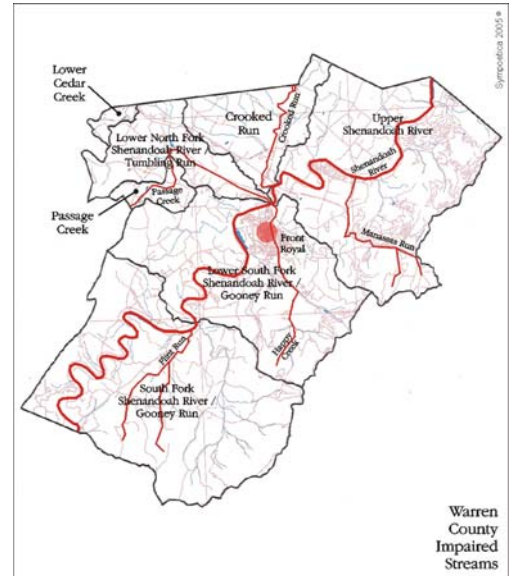 Sympoetica 2005 ©
Lower
Cedar
Creek
Crooked
Run
Crooked Run
Upper
Shenandoah River
Lower North Fork
Shenandoah River /
Tumbling Run
Shenandoah
River
Passage
Creek
Passage
Creek
Manassas Run
Front
Royal
Lower South Fork
Shenandoah River /
Gooney Run
Happy
Creek
Flint Run
South Fork
Shenandoah River /
Gooney Run
Warren
County
Impaired
Streams